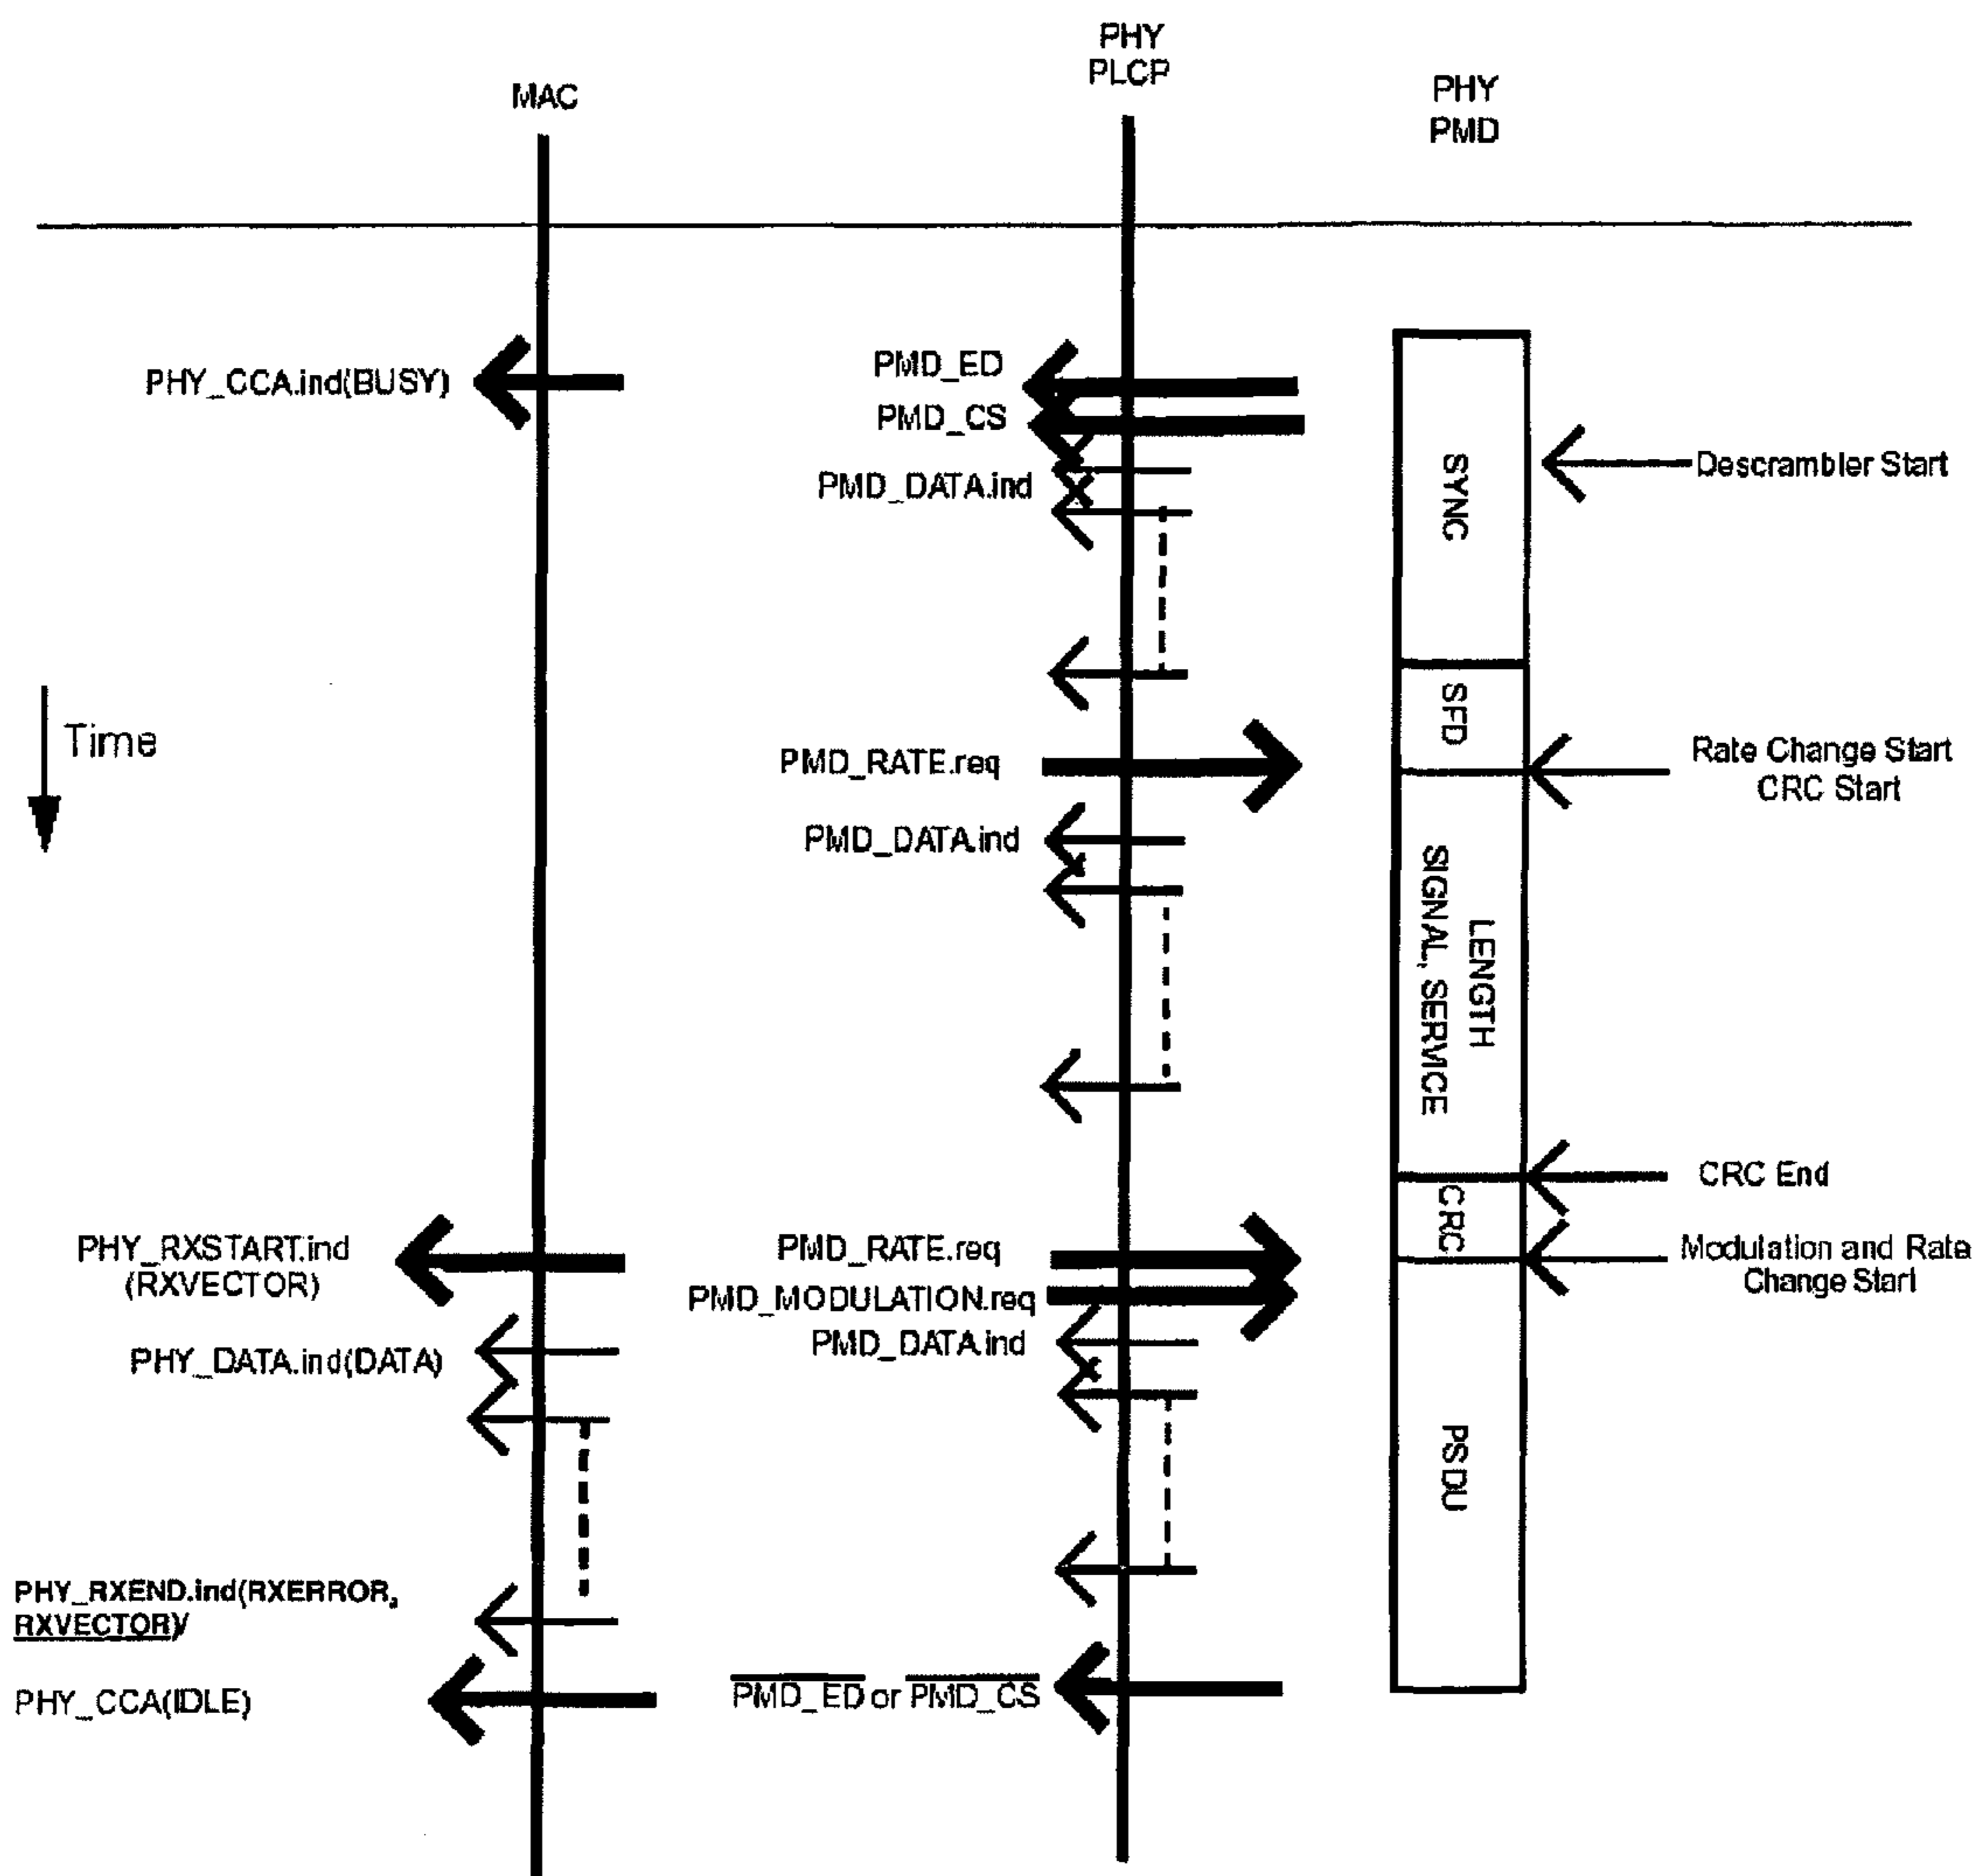 MAC
PHY
PLCP
PHY
PMD
PHY_CCA.ind(BUSY)
PMD_ED
PMD_CS
PMD_DATA.ind
SYNC
Descrambler Start
Time
SFD
PMD_RATE.req
Rate Change Start
CRC Start
PMD_DATA.ind
LENGTH
SIGNAL, SERVICE
CRC End
CRC
PHY_RXSTART.ind
(RXVECTOR)
PMD_RATE.req
Modulation and Rate
Change Start
PMD_MODULATION.req
PMD_DATA.ind
PHY_DATA.ind(DATA)
PSDU
PHY_RXEND.ind(RXERROR,
RXVECTOR)/
PHY_CCA(IDLE)
PMD_ED or PMD_CS